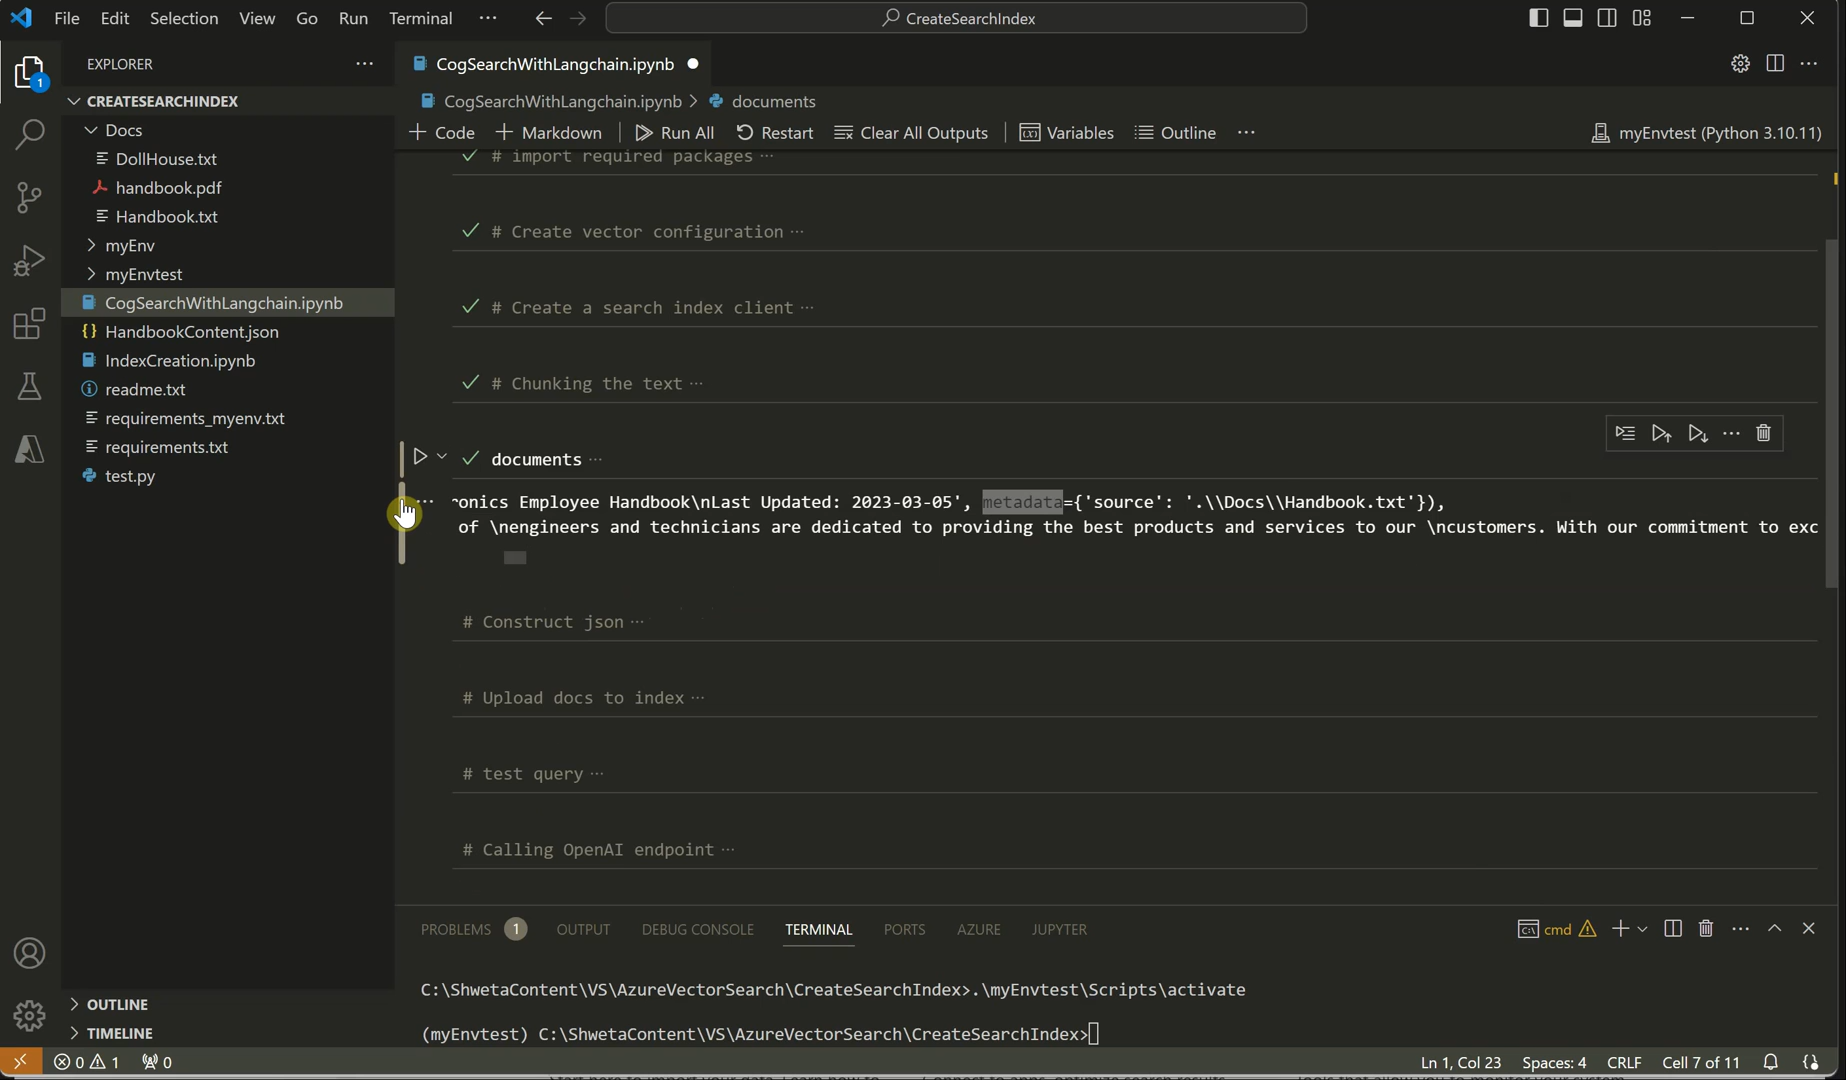 File Edit Selection View Go Run Terminal ··· CreateSearchIndex
EXPLORER ···
1
CREATESEARCHINDEX
Docs
DollHouse.txt
handbook.pdf
Handbook.txt
myEnv
myEnvtest
CogSearchWithLangchain.ipynb
HandbookContent.json
IndexCreation.ipynb
readme.txt
requirements_myenv.txt
requirements.txt
test.py
OUTLINE
TIMELINE
CogSearchWithLangchain.ipynb
CogSearchWithLangchain.ipynb > documents
+ Code + Markdown Run All Restart Clear All Outputs Variables Outline ··· myEnvtest (Python 3.10.11)
# import required packages ···
# Create vector configuration ···
# Create a search index client ···
# Chunking the text ···
documents ···
ronics Employee Handbook\nLast Updated: 2023-03-05', metadata={'source': '.\\Docs\\Handbook.txt'}),
of \nengineers and technicians are dedicated to providing the best products and services to our \ncustomers. With our commitment to exc
# Construct json ···
# Upload docs to index ···
# test query ···
# Calling OpenAI endpoint ···
PROBLEMS 1 OUTPUT DEBUG CONSOLE TERMINAL PORTS AZURE JUPYTER cmd
C:\ShwetaContent\VS\AzureVectorSearch\CreateSearchIndex>.\myEnvtest\Scripts\activate
(myEnvtest) C:\ShwetaContent\VS\AzureVectorSearch\CreateSearchIndex>
0 1 0 Ln 1, Col 23 Spaces: 4 CRLF Cell 7 of 11